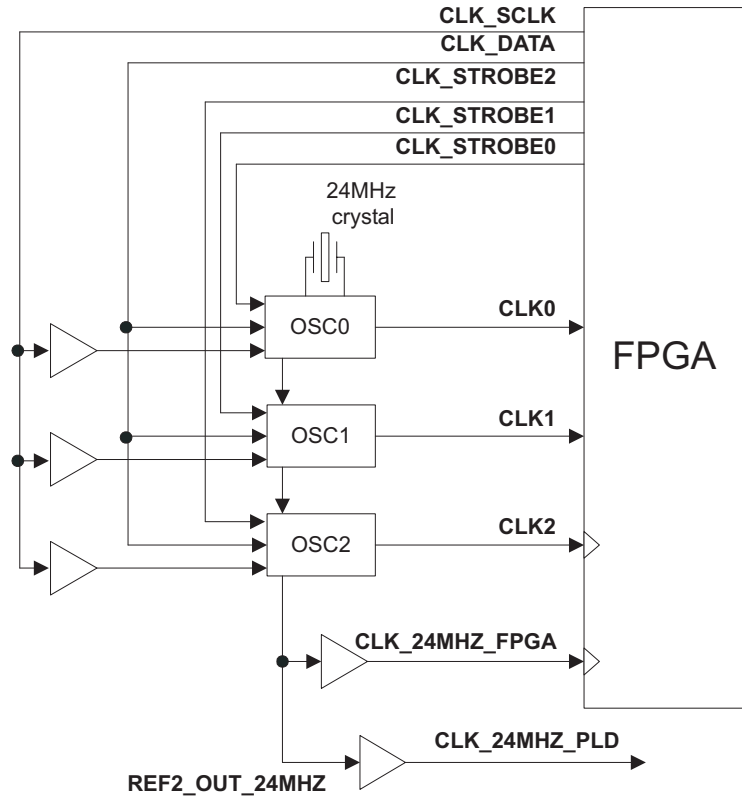 CLK_SCLK
CLK_DATA
CLK_STROBE2
CLK_STROBE1
CLK_STROBE0
24MHz
crystal
OSC0
CLK0
FPGA
OSC1
CLK1
OSC2
CLK2
CLK_24MHZ_FPGA
CLK_24MHZ_PLD
REF2_OUT_24MHZ